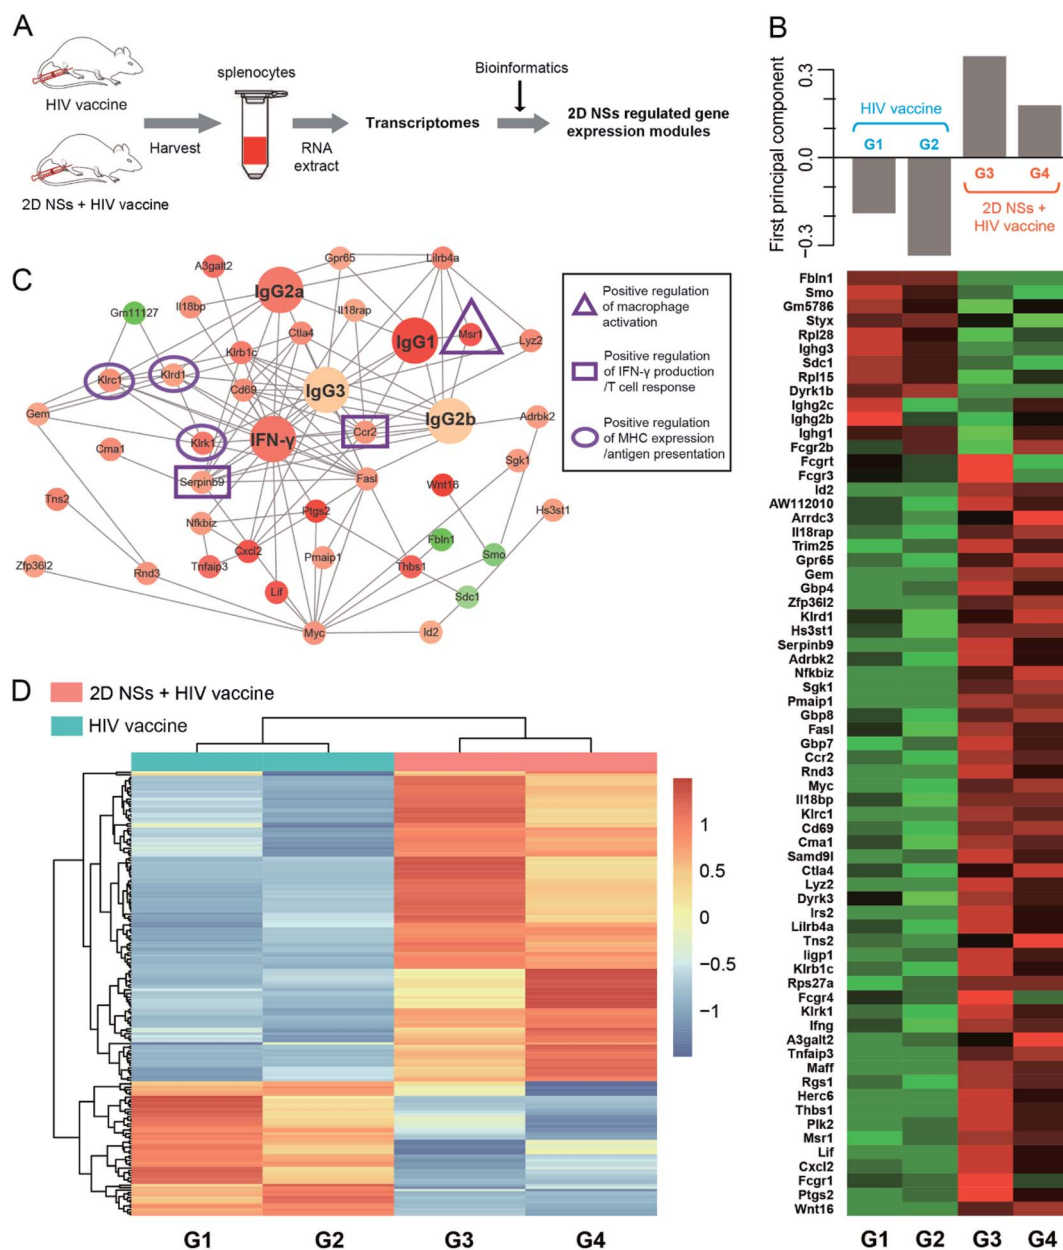 A
HIV vaccine
2D NSs + HIV vaccine
Harvest
splenocytes
RNA
extract
Transcriptomes
Bioinformatics
2D NSs regulated gene
expression modules
B
First principal component
0.3
0.0
−0.3
HIV vaccine
G1
G2
G3
G4
2D NSs +
HIV vaccine
Fbln1
Smo
Gm5786
Styx
Rpl28
Ighg3
Sdc1
Rpl15
Dyrk1b
Ighg2c
Ighg2b
Ighg1
Fcgr2b
Fcgrt
Fcgr3
Id2
AW112010
Arrdc3
Il18rap
Trim25
Gpr65
Gem
Gbp4
Zfp36l2
Klrd1
Hs3st1
Serpinb9
Adrbk2
Nfkbiz
Sgk1
Pmaip1
Gbp8
Fasl
Gbp7
Ccr2
Rnd3
Myc
Il18bp
Klrc1
Cd69
Cma1
Samd9l
Ctla4
Lyz2
Dyrk3
Irs2
Lilrb4a
Tns2
Iigp1
Klrb1c
Rps27a
Fcgr4
Klrk1
Ifng
A3galt2
Tnfaip3
Maff
Rgs1
Herc6
Thbs1
Plk2
Msr1
Lif
Cxcl2
Fcgr1
Ptgs2
Wnt16
G1 G2 G3 G4
C
A3galt2
Gpr65
Lilrb4a
IgG2a
Gm11127
Il18bp
Il18rap
Ctla4
IgG1
Msr1
Lyz2
Klrb1c
Klrc1
Klrd1
Cd69
IgG3
Gem
IgG2b
Adrbk2
Klrk1
IFN-γ
Ccr2
Cma1
Serpinb9
Fasl
Sgk1
Wnt16
Tns2
Ptgs2
Hs3st1
Nfkbiz
Fbln1
Cxcl2
Pmaip1
Smo
Zfp36l2
Rnd3
Tnfaip3
Thbs1
Lif
Sdc1
Myc
Id2
Positive regulation
of macrophage
activation
Positive regulation
of IFN-γ production
/T cell response
Positive regulation
of MHC expression
/antigen presentation
D
2D NSs + HIV vaccine
HIV vaccine
1
0.5
0
−0.5
−1
G1 G2 G3 G4